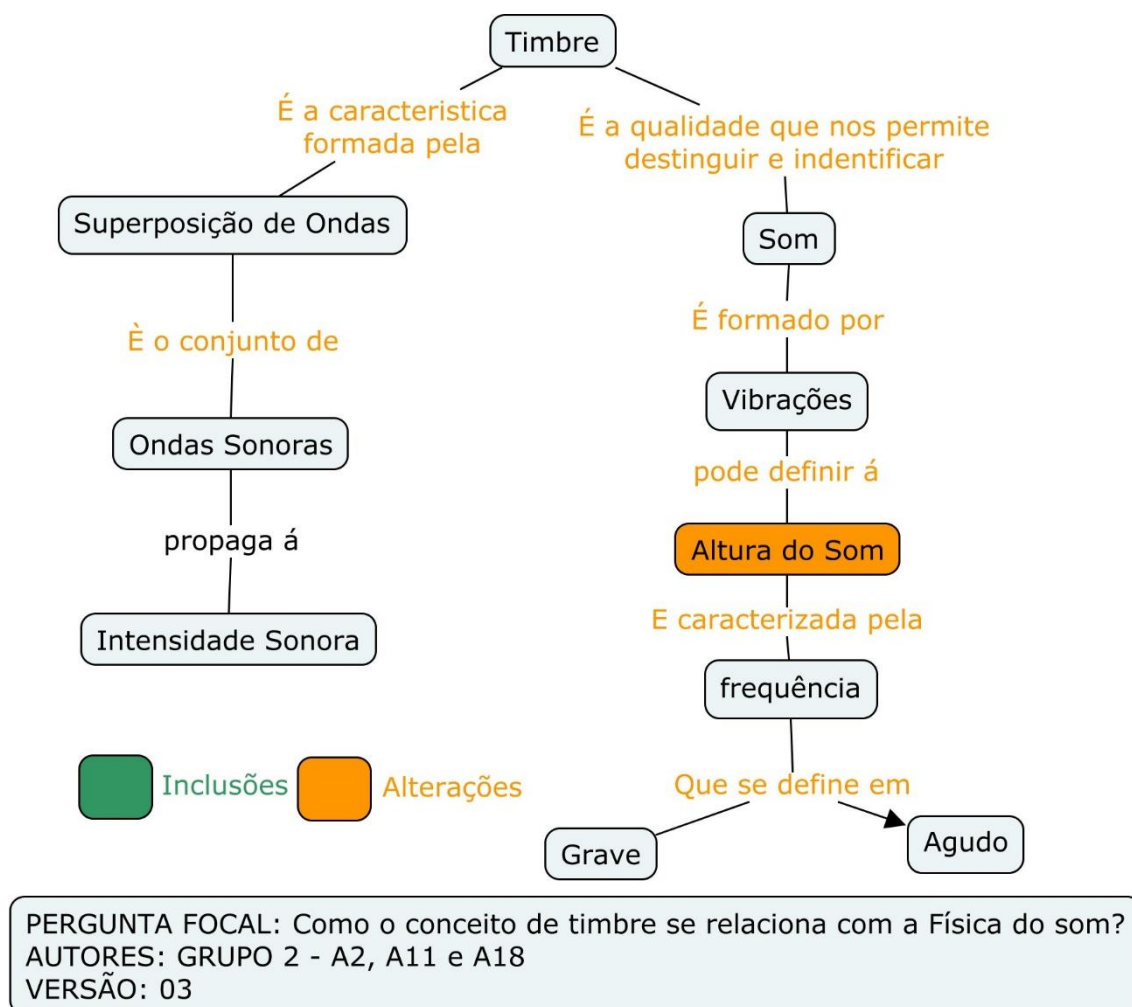 Timbre
É a caracteristica
formada pela
É a qualidade que nos permite
destinguir e indentificar
Superposição de Ondas
Som
È o conjunto de
É formado por
Ondas Sonoras
Vibrações
pode definir á
propaga á
Altura do Som
Intensidade Sonora
E caracterizada pela
frequência
Inclusões
Alterações
Que se define em
Grave
Agudo
PERGUNTA FOCAL: Como o conceito de timbre se relaciona com a Física do som?
AUTORES: GRUPO 2 - A2, A11 e A18
VERSÃO: 03